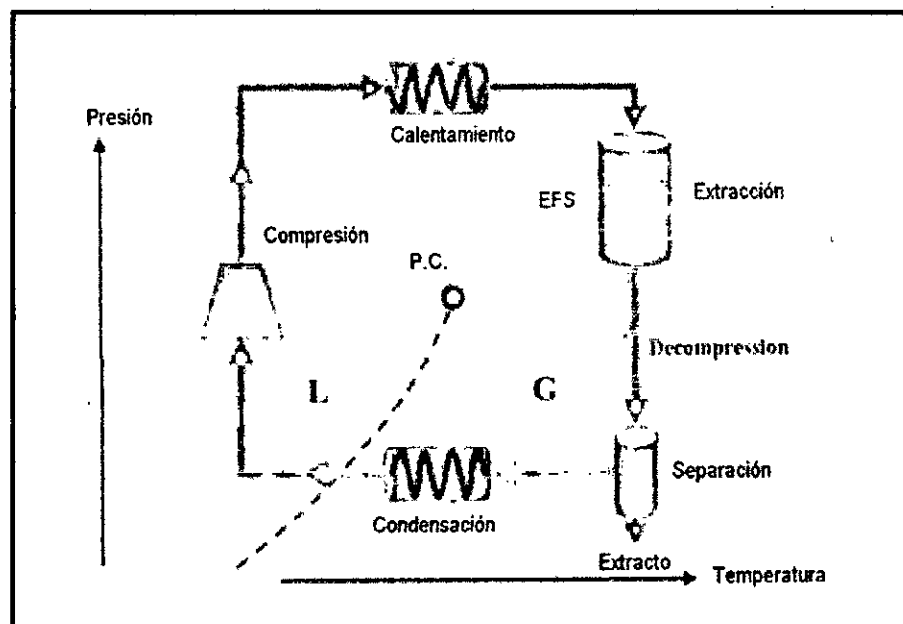 Presión
Calentamiento
EFS
Extracción
Compresión
P.C.
Decompression
L
G
Separación
Condensación
Extracto
Temperatura